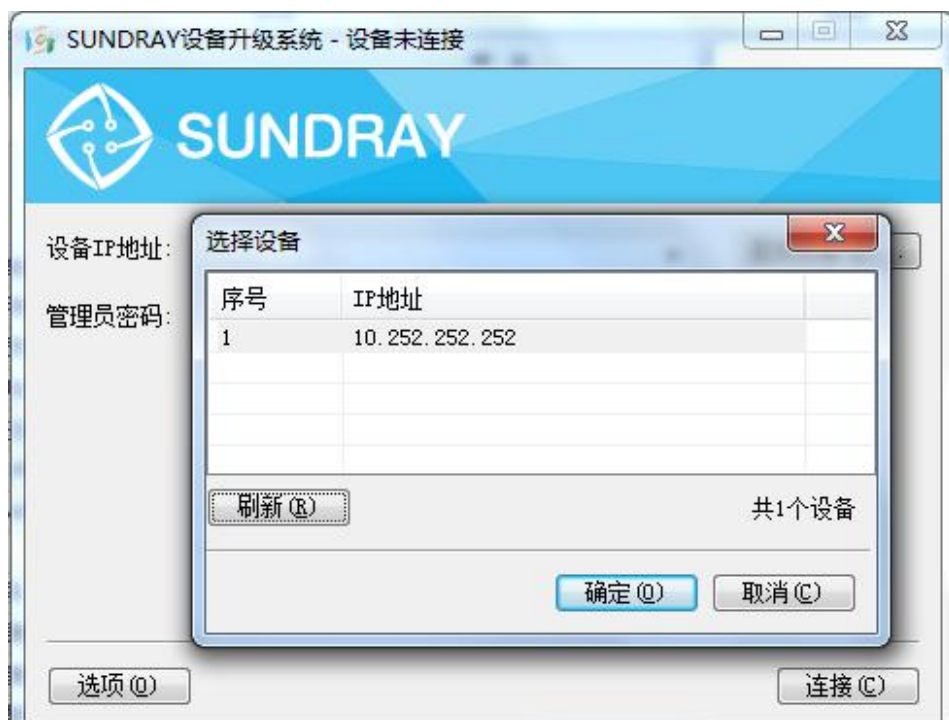 SUNDRAY设备升级系统 - 设备未连接
SUNDRAY
设备IP地址:
管理员密码:
选择设备
序号 IP地址
1 10.252.252.252
刷新(R)
共1个设备
确定(O) 取消(C)
选项(O) 连接(C)